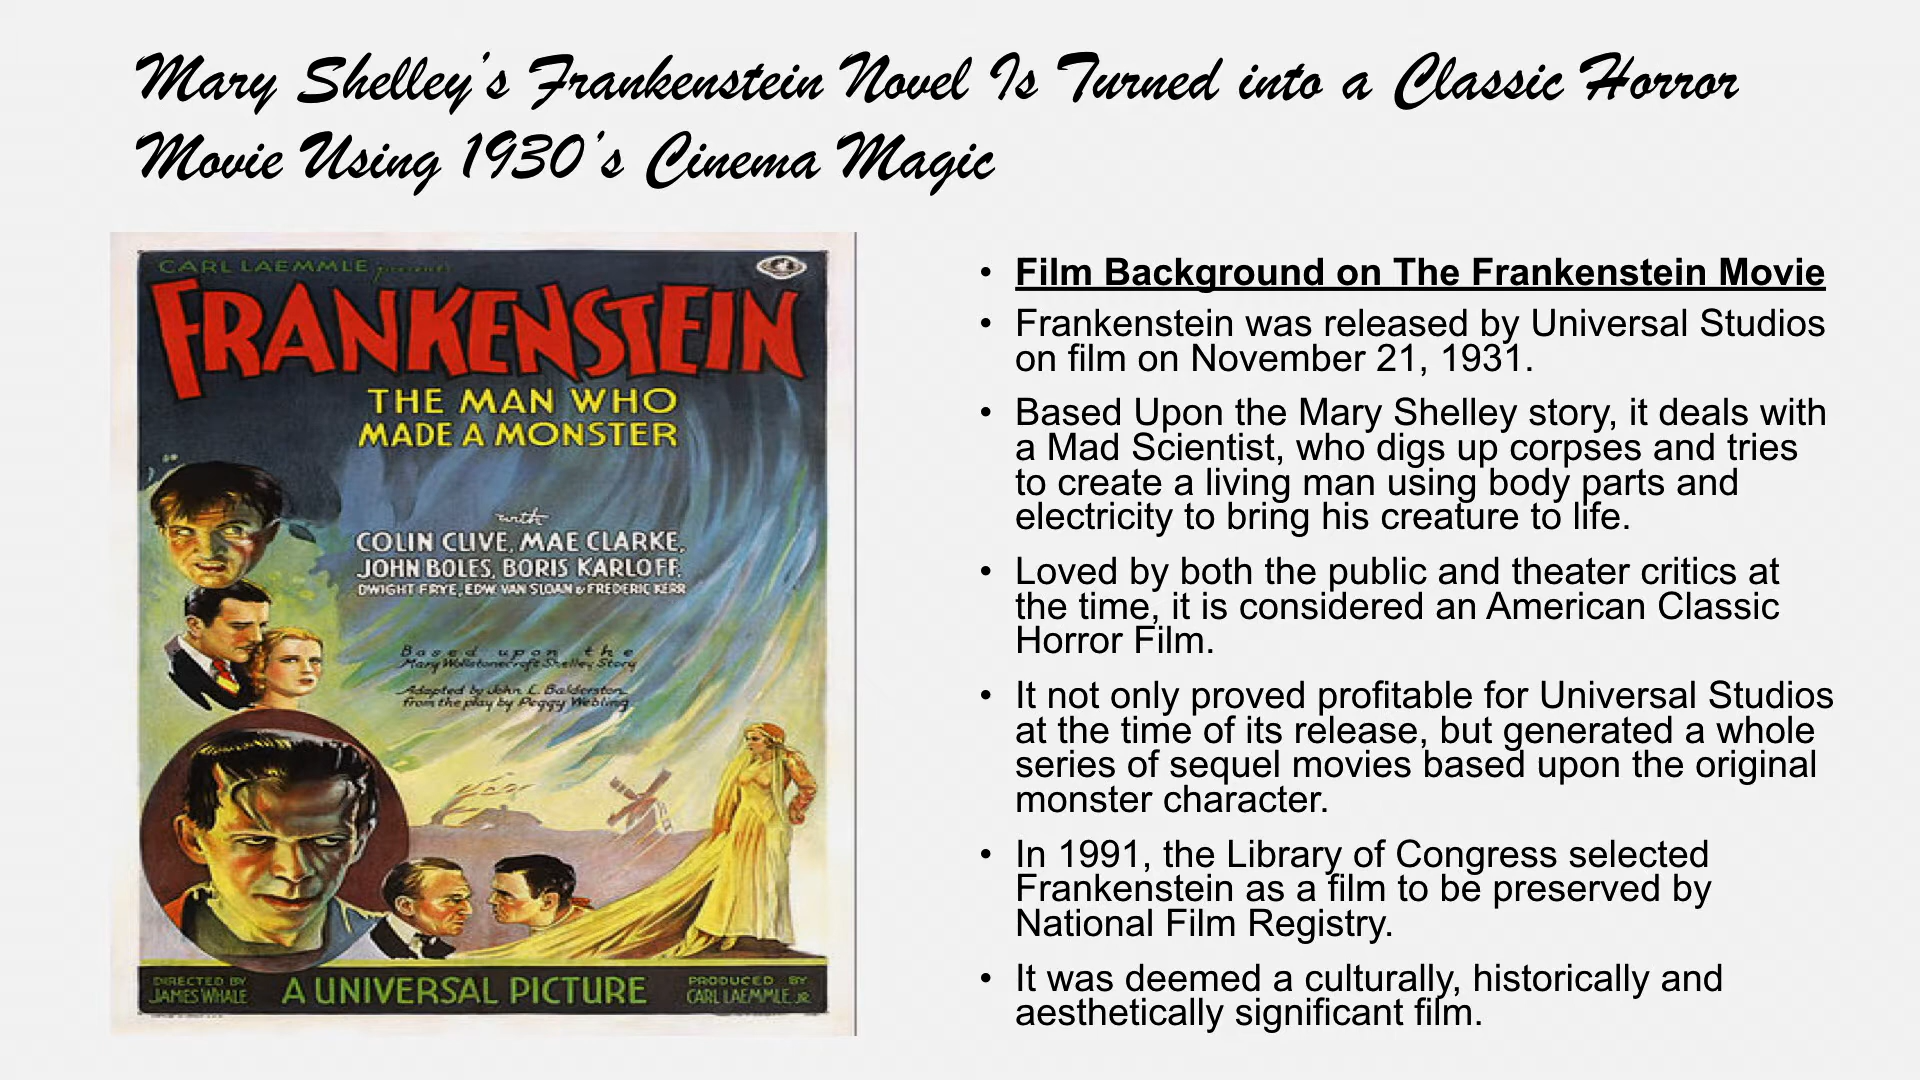 Mary Shelley's Frankenstein Novel Is Turned into a Classic Horror
Movie Using 1930's Cinema Magic
CARL LAEMMLE presents
FRANKENSTEIN
THE MAN WHO
MADE A MONSTER
with
COLIN CLIVE, MAE CLARKE,
JOHN BOLES, BORIS KARLOFF,
DWIGHT FRYE, EDW. VAN SLOAN & FREDERIC KERR
Based upon the
Mary Wollstonecraft Shelley Story
Adapted by John L. Balderston
from the play by Peggy Webling
DIRECTED BY
JAMES WHALE
A UNIVERSAL PICTURE
PRODUCED BY
CARL LAEMMLE, JR.
• Film Background on The Frankenstein Movie
• Frankenstein was released by Universal Studios
on film on November 21, 1931.
• Based Upon the Mary Shelley story, it deals with
a Mad Scientist, who digs up corpses and tries
to create a living man using body parts and
electricity to bring his creature to life.
• Loved by both the public and theater critics at
the time, it is considered an American Classic
Horror Film.
• It not only proved profitable for Universal Studios
at the time of its release, but generated a whole
series of sequel movies based upon the original
monster character.
• In 1991, the Library of Congress selected
Frankenstein as a film to be preserved by
National Film Registry.
• It was deemed a culturally, historically and
aesthetically significant film.